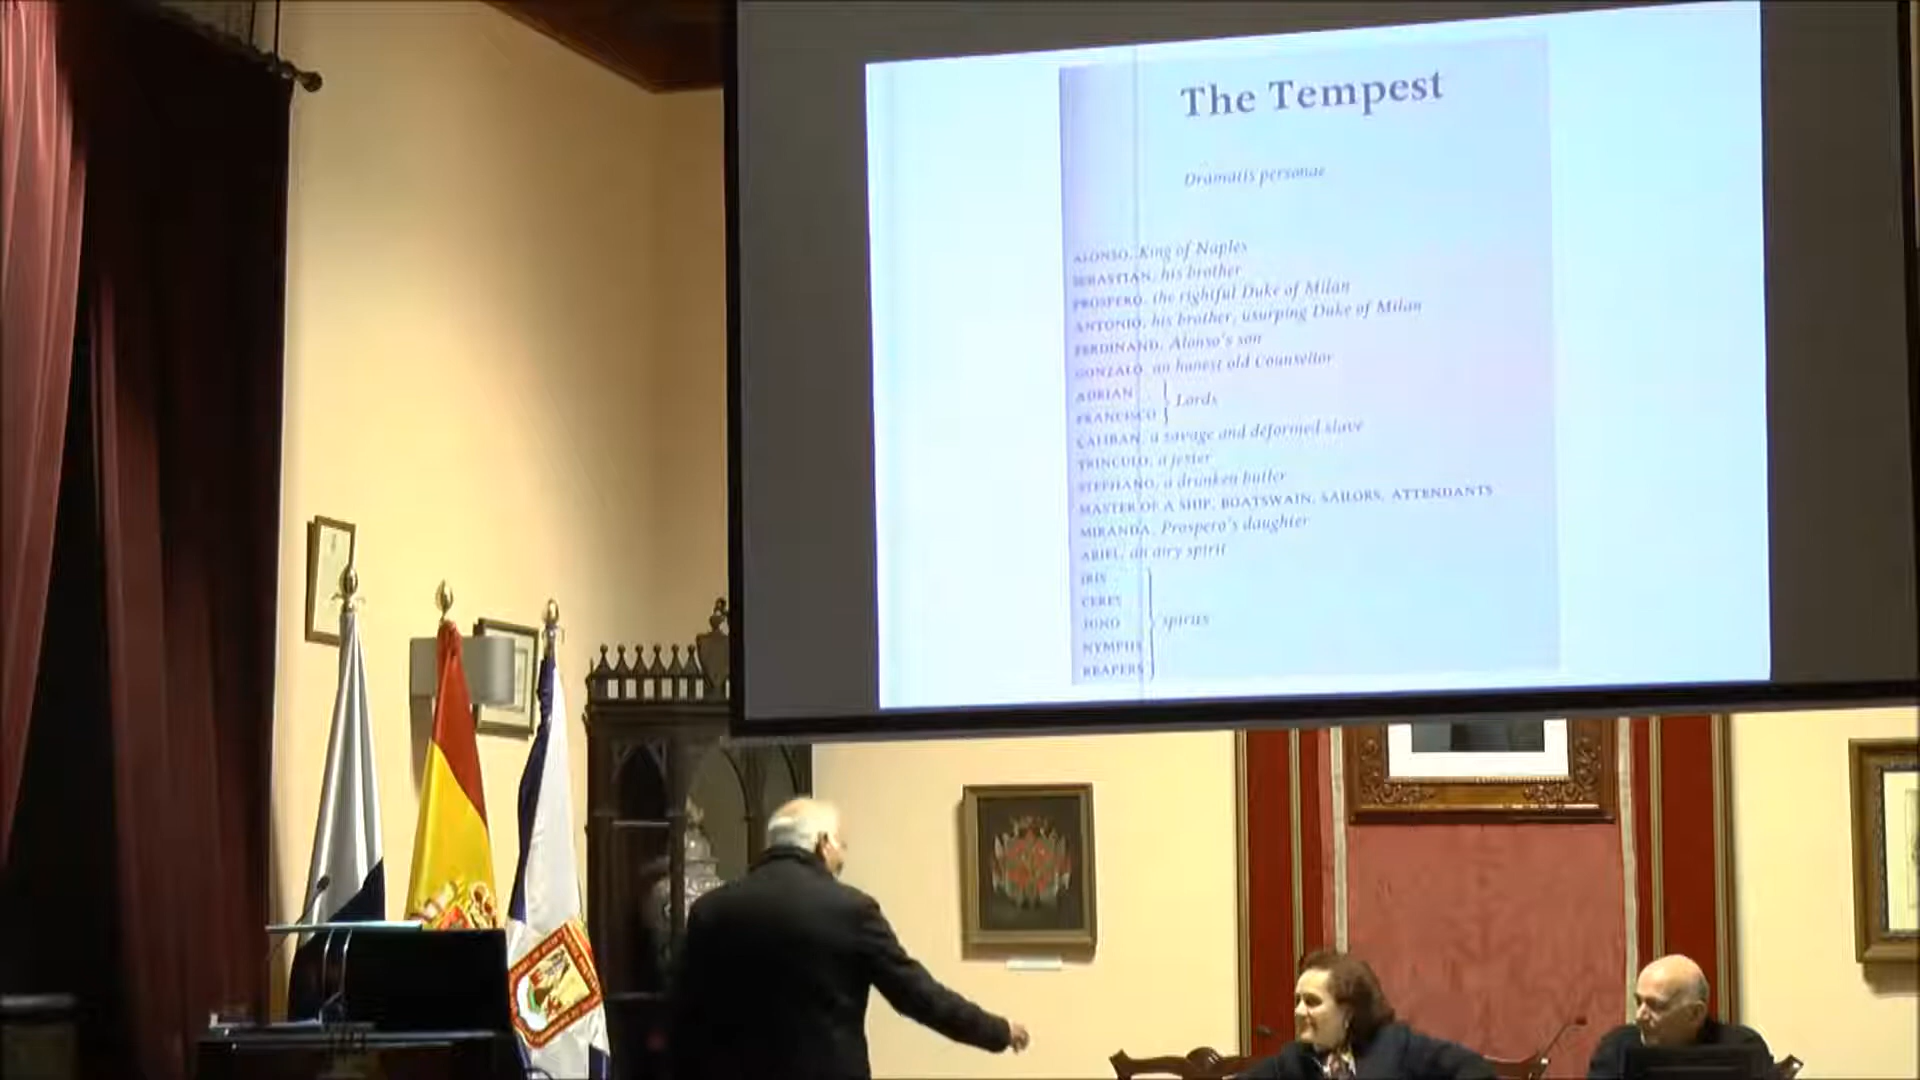 The Tempest
Dramatis personae
ALONSO, King of Naples
SEBASTIAN, his brother
PROSPERO, the rightful Duke of Milan
ANTONIO, his brother, usurping Duke of Milan
FERDINAND, Alonso's son
GONZALO, an honest old Counsellor
ADRIAN
FRANCISCO
Lords
CALIBAN, a savage and deformed slave
TRINCULO, a jester
STEPHANO, a drunken butler
MASTER OF A SHIP, BOATSWAIN, SAILORS, ATTENDANTS
MIRANDA, Prospero's daughter
ARIEL, an airy spirit
IRIS
CERES
JUNO
NYMPHS
REAPERS
spirits